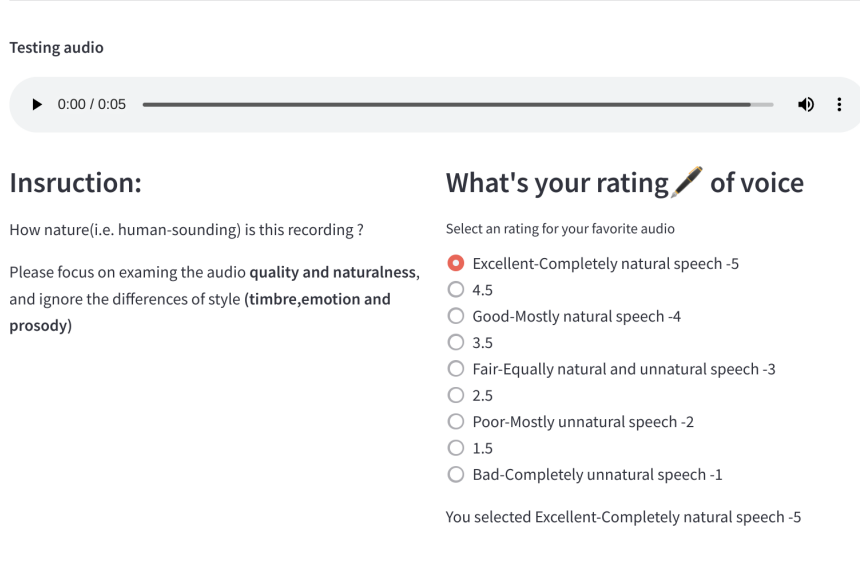 Testing audio
0:00 / 0:05
Insruction:
How nature(i.e. human-sounding) is this recording ?
Please focus on examing the audio quality and naturalness,
and ignore the differences of style (timbre,emotion and
prosody)
What's your rating🖋️ of voice
Select an rating for your favorite audio
Excellent-Completely natural speech -5
4.5
Good-Mostly natural speech -4
3.5
Fair-Equally natural and unnatural speech -3
2.5
Poor-Mostly unnatural speech -2
1.5
Bad-Completely unnatural speech -1
You selected Excellent-Completely natural speech -5